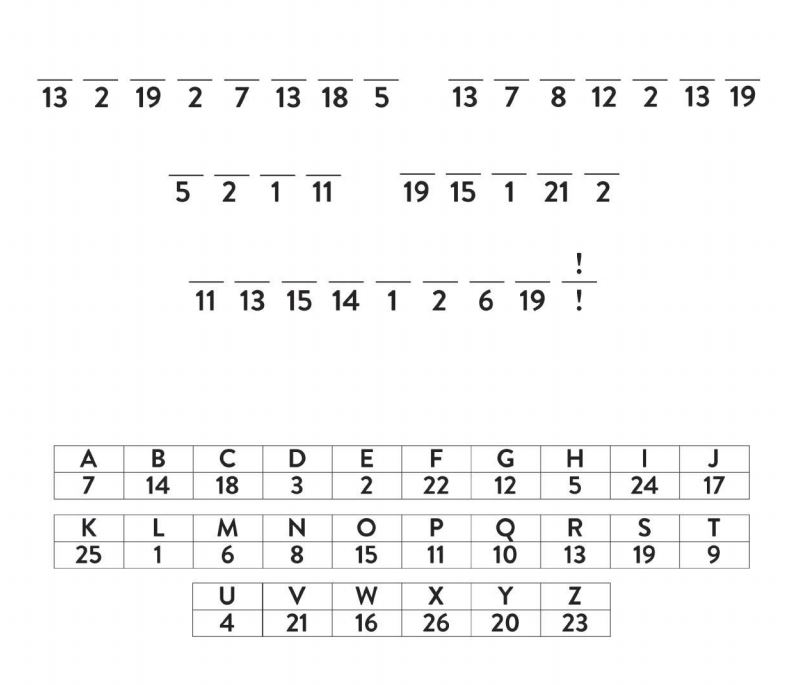 13 2 19 2 7 13 18 5 13 7 8 12 2 13 19
5 2 1 11 19 15 1 21 2
!
11 13 15 14 1 2 6 19 !
A B C D E F G H I J
7 14 18 3 2 22 12 5 24 17
K L M N O P Q R S T
25 1 6 8 15 11 10 13 19 9
U V W X Y Z
4 21 16 26 20 23